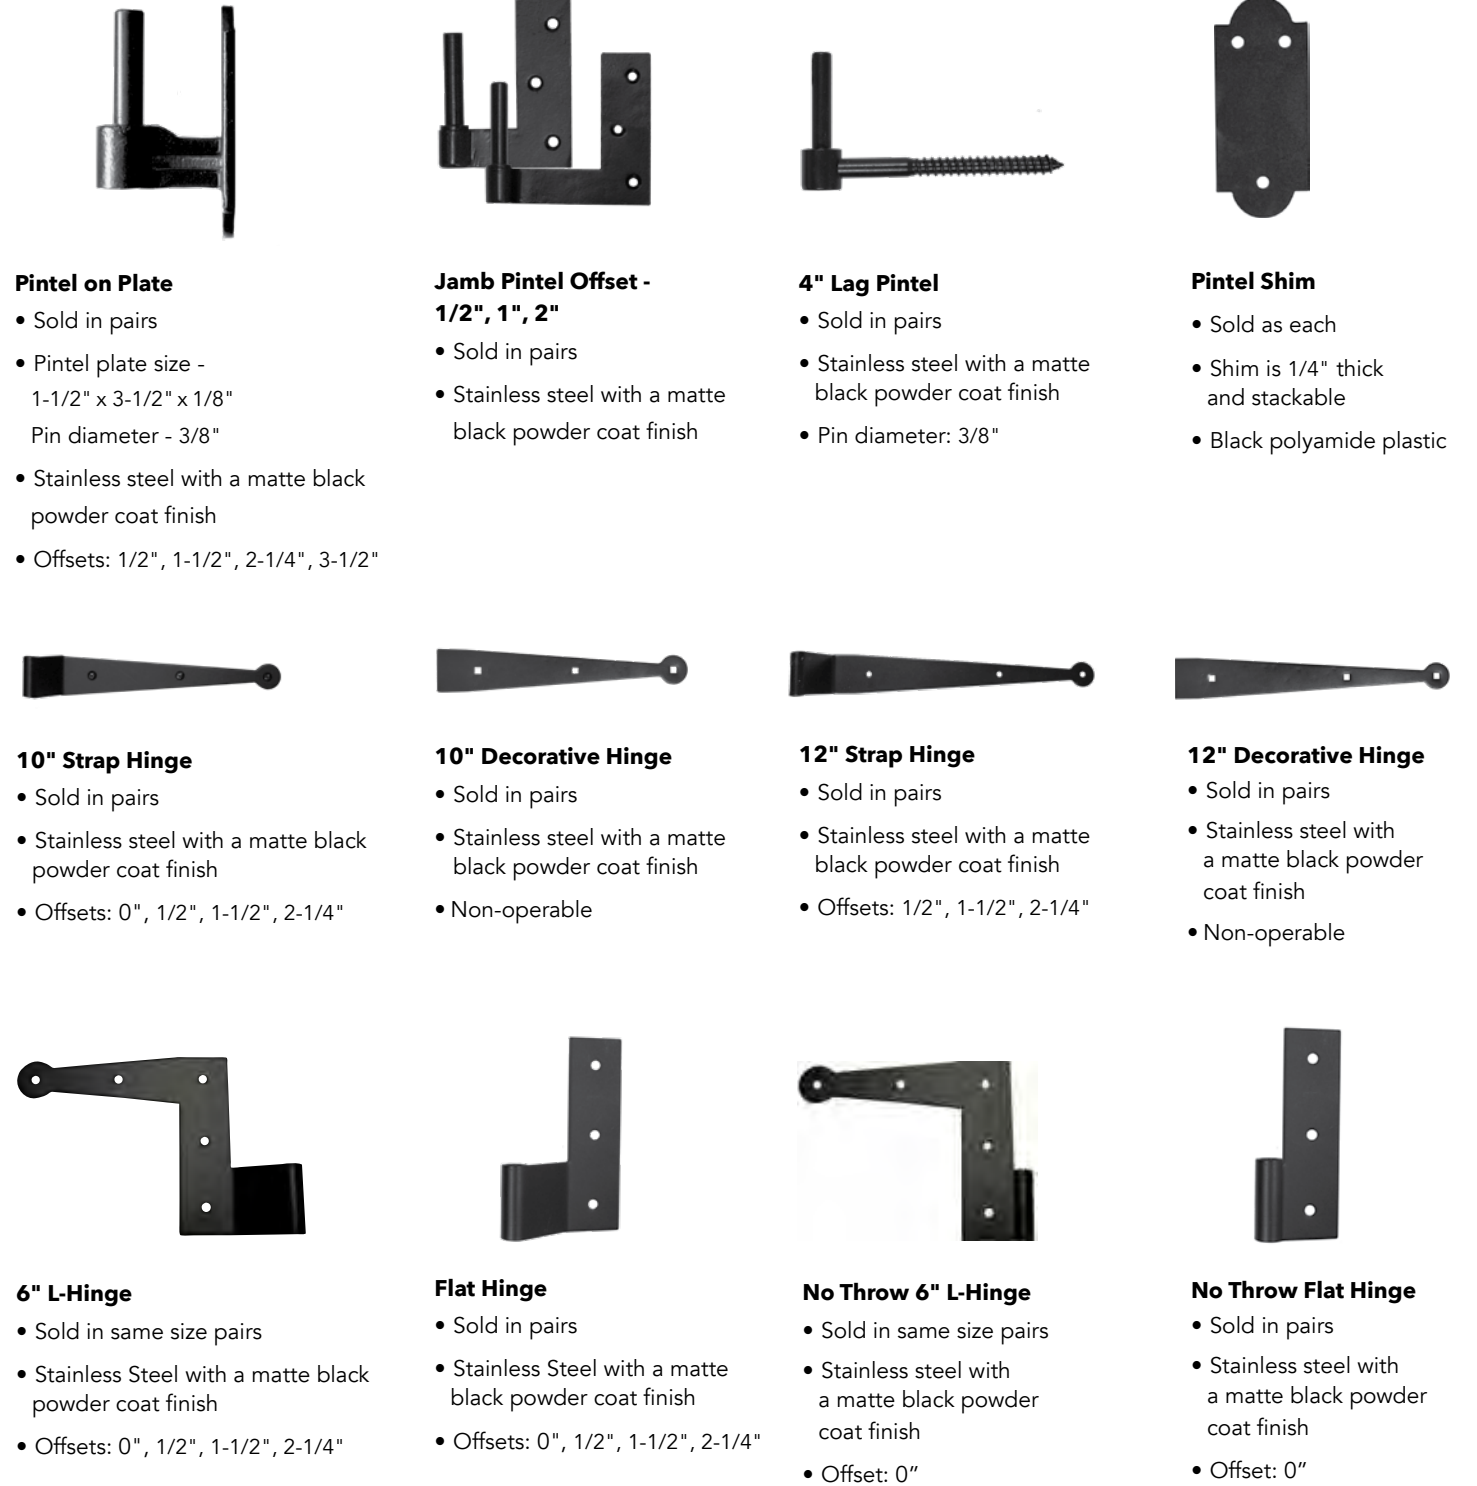 Pintel on Plate
• Sold in pairs
• Pintel plate size -
1-1/2" x 3-1/2" x 1/8"
Pin diameter - 3/8"
• Stainless steel with a matte black
powder coat finish
• Offsets: 1/2", 1-1/2", 2-1/4", 3-1/2"
Jamb Pintel Offset -
1/2", 1", 2"
• Sold in pairs
• Stainless steel with a matte
black powder coat finish
4" Lag Pintel
• Sold in pairs
• Stainless steel with a matte
black powder coat finish
• Pin diameter: 3/8"
Pintel Shim
• Sold as each
• Shim is 1/4" thick
and stackable
• Black polyamide plastic
10" Strap Hinge
• Sold in pairs
• Stainless steel with a matte black
powder coat finish
• Offsets: 0", 1/2", 1-1/2", 2-1/4"
10" Decorative Hinge
• Sold in pairs
• Stainless steel with a matte
black powder coat finish
• Non-operable
12" Strap Hinge
• Sold in pairs
• Stainless steel with a matte
black powder coat finish
• Offsets: 1/2", 1-1/2", 2-1/4"
12" Decorative Hinge
• Sold in pairs
• Stainless steel with
a matte black powder
coat finish
• Non-operable
6" L-Hinge
• Sold in same size pairs
• Stainless Steel with a matte black
powder coat finish
• Offsets: 0", 1/2", 1-1/2", 2-1/4"
Flat Hinge
• Sold in pairs
• Stainless Steel with a matte
black powder coat finish
• Offsets: 0", 1/2", 1-1/2", 2-1/4"
No Throw 6" L-Hinge
• Sold in same size pairs
• Stainless steel with
a matte black powder
coat finish
• Offset: 0”
No Throw Flat Hinge
• Sold in pairs
• Stainless steel with
a matte black powder
coat finish
• Offset: 0”